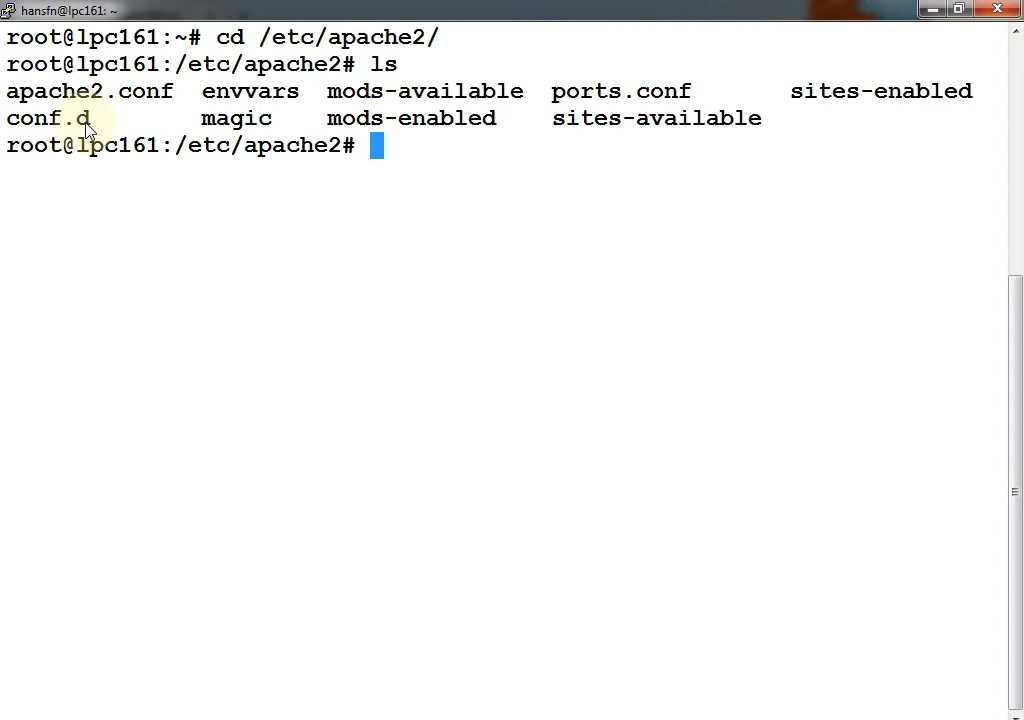 hansfn@lpc161: ~
root@lpc161:~# cd /etc/apache2/
root@lpc161:/etc/apache2# ls
apache2.conf  envvars  mods-available  ports.conf       sites-enabled
conf.d        magic    mods-enabled    sites-available
root@lpc161:/etc/apache2#